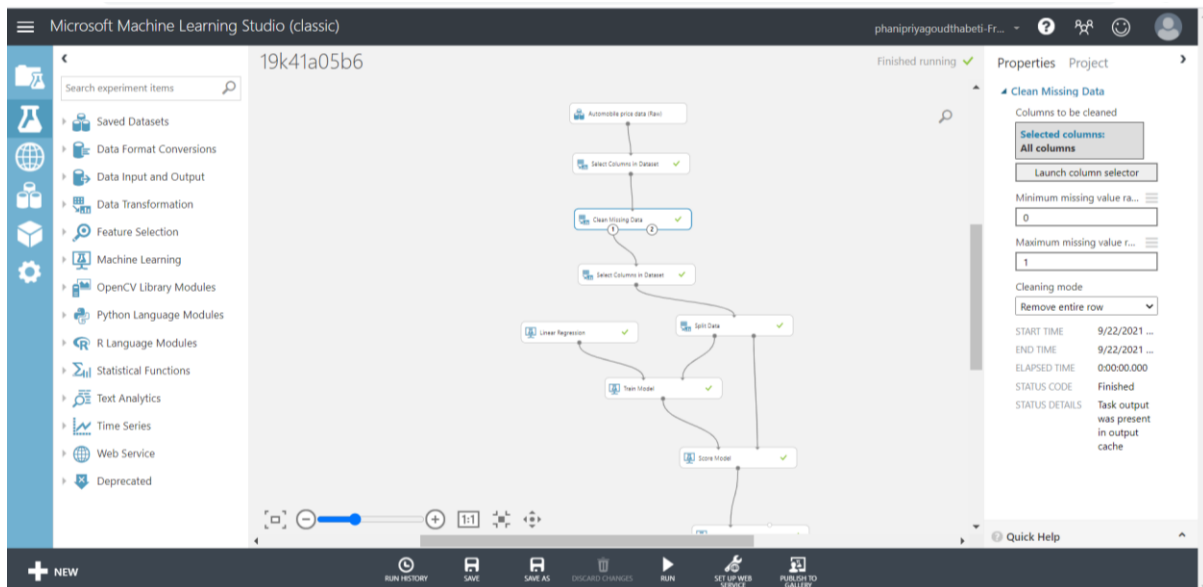 Microsoft Machine Learning Studio (classic)
phanipriyagoudthabeti-Fr...
?
19k41a05b6
Finished running
Search experiment items
Saved Datasets
Data Format Conversions
Data Input and Output
Data Transformation
Feature Selection
Machine Learning
OpenCV Library Modules
Python Language Modules
R Language Modules
Statistical Functions
Text Analytics
Time Series
Web Service
Deprecated
Automobile price data (Raw)
Select Columns in Dataset
Clean Missing Data
1 2
Select Columns in Dataset
Linear Regression
Split Data
Train Model
Score Model
1:1
Properties Project
Clean Missing Data
Columns to be cleaned
Selected columns:
All columns
Launch column selector
Minimum missing value ra...
0
Maximum missing value r...
1
Cleaning mode
Remove entire row
START TIME 9/22/2021 ...
END TIME 9/22/2021 ...
ELAPSED TIME 0:00:00.000
STATUS CODE Finished
STATUS DETAILS Task output
was present
in output
cache
Quick Help
NEW
RUN HISTORY
SAVE
SAVE AS
DISCARD CHANGES
RUN
SET UP WEB
SERVICE
PUBLISH TO
GALLERY